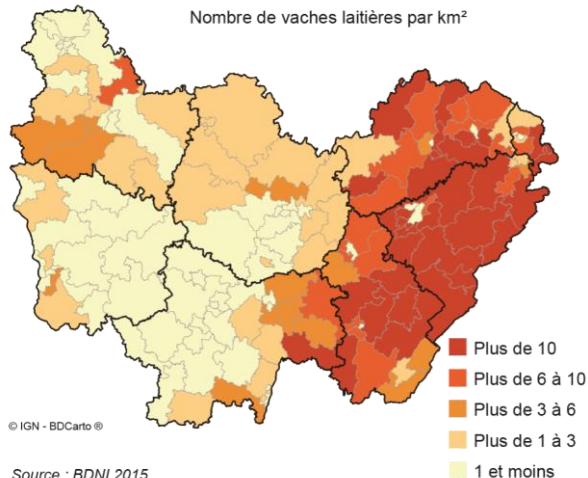 Nombre de vaches laitières par km²
Plus de 10
Plus de 6 à 10
Plus de 3 à 6
Plus de 1 à 3
1 et moins
© IGN - BDCarto ®
Source : BDNI 2015